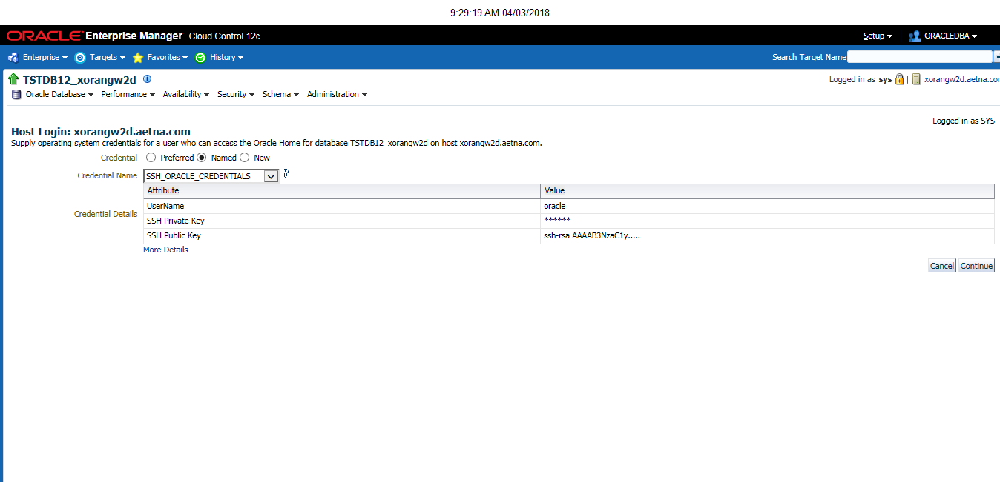 9:29:19 AM 04/03/2018
ORACLE Enterprise Manager Cloud Control 12c
Setup
ORACLEDBA
Enterprise Targets Favorites History
Search Target Name
TSTDB12_xorangw2d
Logged in as sys | xorangw2d.aetna.cor
Oracle Database Performance Availability Security Schema Administration
Logged in as SYS
Host Login: xorangw2d.aetna.com
Supply operating system credentials for a user who can access the Oracle Home for database TSTDB12_xorangw2d on host xorangw2d.aetna.com.
Credential Preferred Named New
Credential Name SSH_ORACLE_CREDENTIALS
Attribute Value
UserName oracle
Credential Details
SSH Private Key ******
SSH Public Key ssh-rsa AAAAB3NzaC1y.....
More Details
Cancel Continue